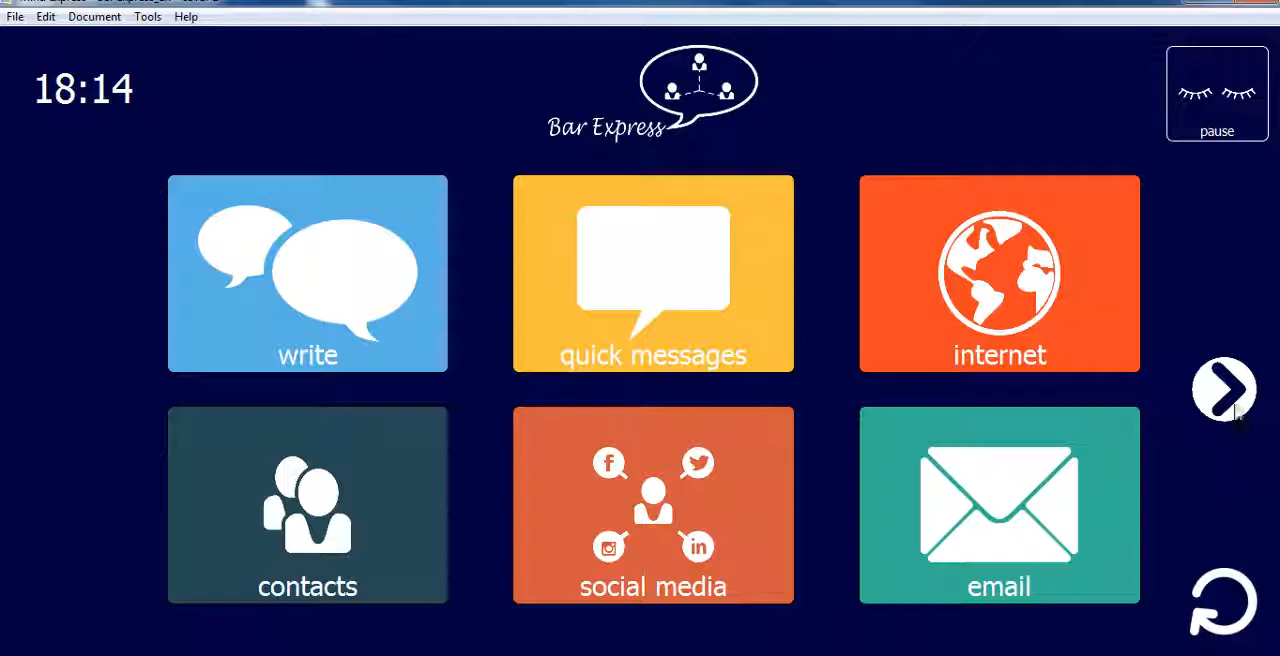 File Edit Document Tools Help
18:14
Bar Express
pause
write
quick messages
internet
contacts
social media
email